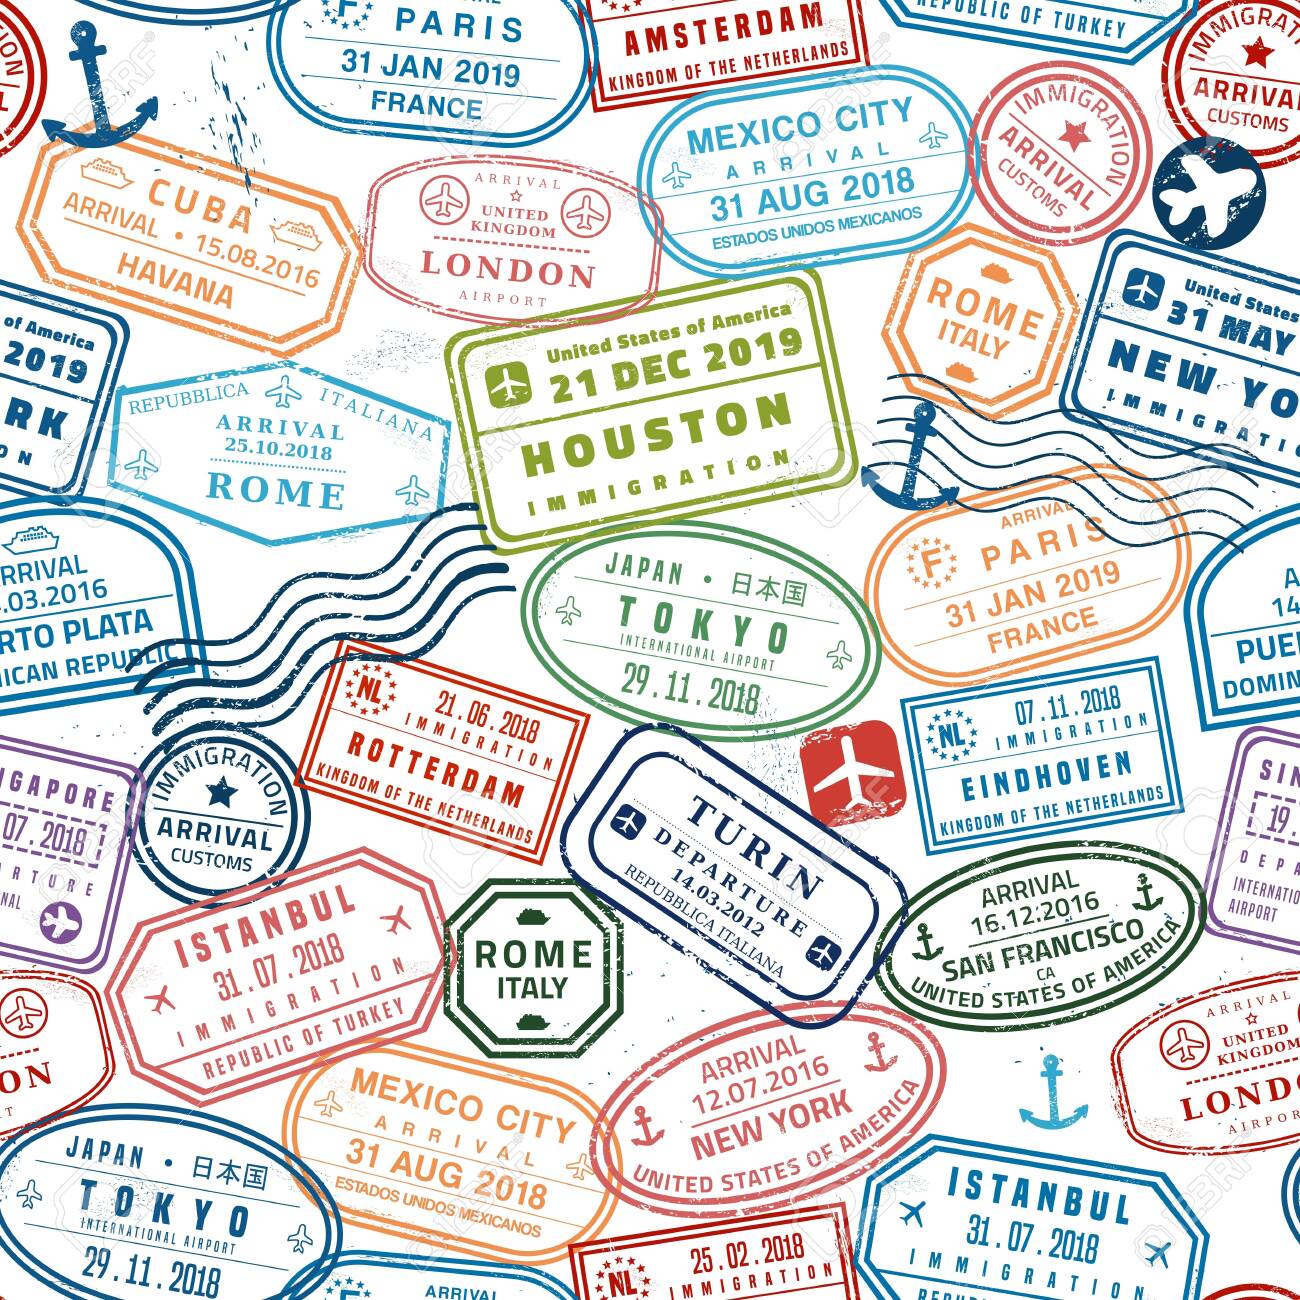 PARIS
31 JAN 2019
FRANCE
AMSTERDAM
KINGDOM OF THE NETHERLANDS
REPUBLIC OF TURKEY
IMMIGRAT
ARRIVAL
CUSTOMS
MEXICO CITY
ARRIVAL
31 AUG 2018
ESTADOS UNIDOS MEXICANOS
IMMIGRATION
ARRIVAL
CUSTOMS
CUBA
ARRIVAL • 15.08.2016
HAVANA
ARRIVAL
UNITED
KINGDOM
LONDON
AIRPORT
ROME
ITALY
United States
31 MAY
NEW YO
IMMIGRATIO
of America
2019
RK
ON
United States of America
21 DEC 2019
HOUSTON
IMMIGRATION
REPUBBLICA ITALIANA
ARRIVAL
25.10.2018
ROME
ARRIVAL
F PARIS
31 JAN 2019
FRANCE
RRIVAL
.03.2016
RTO PLATA
ICAN REPUBLIC
JAPAN • 日本国
TOKYO
INTERNATIONAL AIRPORT
29.11.2018
A
14
PUE
DOMIN
NL
21.06.2018
IMMIGRATION
ROTTERDAM
KINGDOM OF THE NETHERLANDS
NL
07.11.2018
IMMIGRATION
EINDHOVEN
KINGDOM OF THE NETHERLANDS
NGAPORE
07.2018
ARTURE
NAL
IMMIGRATION
ARRIVAL
CUSTOMS
TURIN
DEPARTURE
14.03.2012
REPUBBLICA ITALIANA
SIN
19.
DEPA
INTERNATIO
AIRPORT
ISTANBUL
31.07.2018
IMMIGRATION
REPUBLIC OF TURKEY
ROME
ITALY
ARRIVAL
16.12.2016
SAN FRANCISCO
CA
UNITED STATES OF AMERICA
ON
ARRIVAL
UNITED
KINGDOM
LONDO
AIRPOR
MEXICO CITY
ARRIVAL
31 AUG 2018
ESTADOS UNIDOS MEXICANOS
ARRIVAL
12.07.2016
NEW YORK
UNITED STATES OF AMERICA
JAPAN • 日本国
TOKYO
INTERNATIONAL AIRPORT
29.11.2018
ISTANBUL
31.07.2018
IMMIGRATION
NL
25.02.2018
IMMIGRATION
ARRIVAL